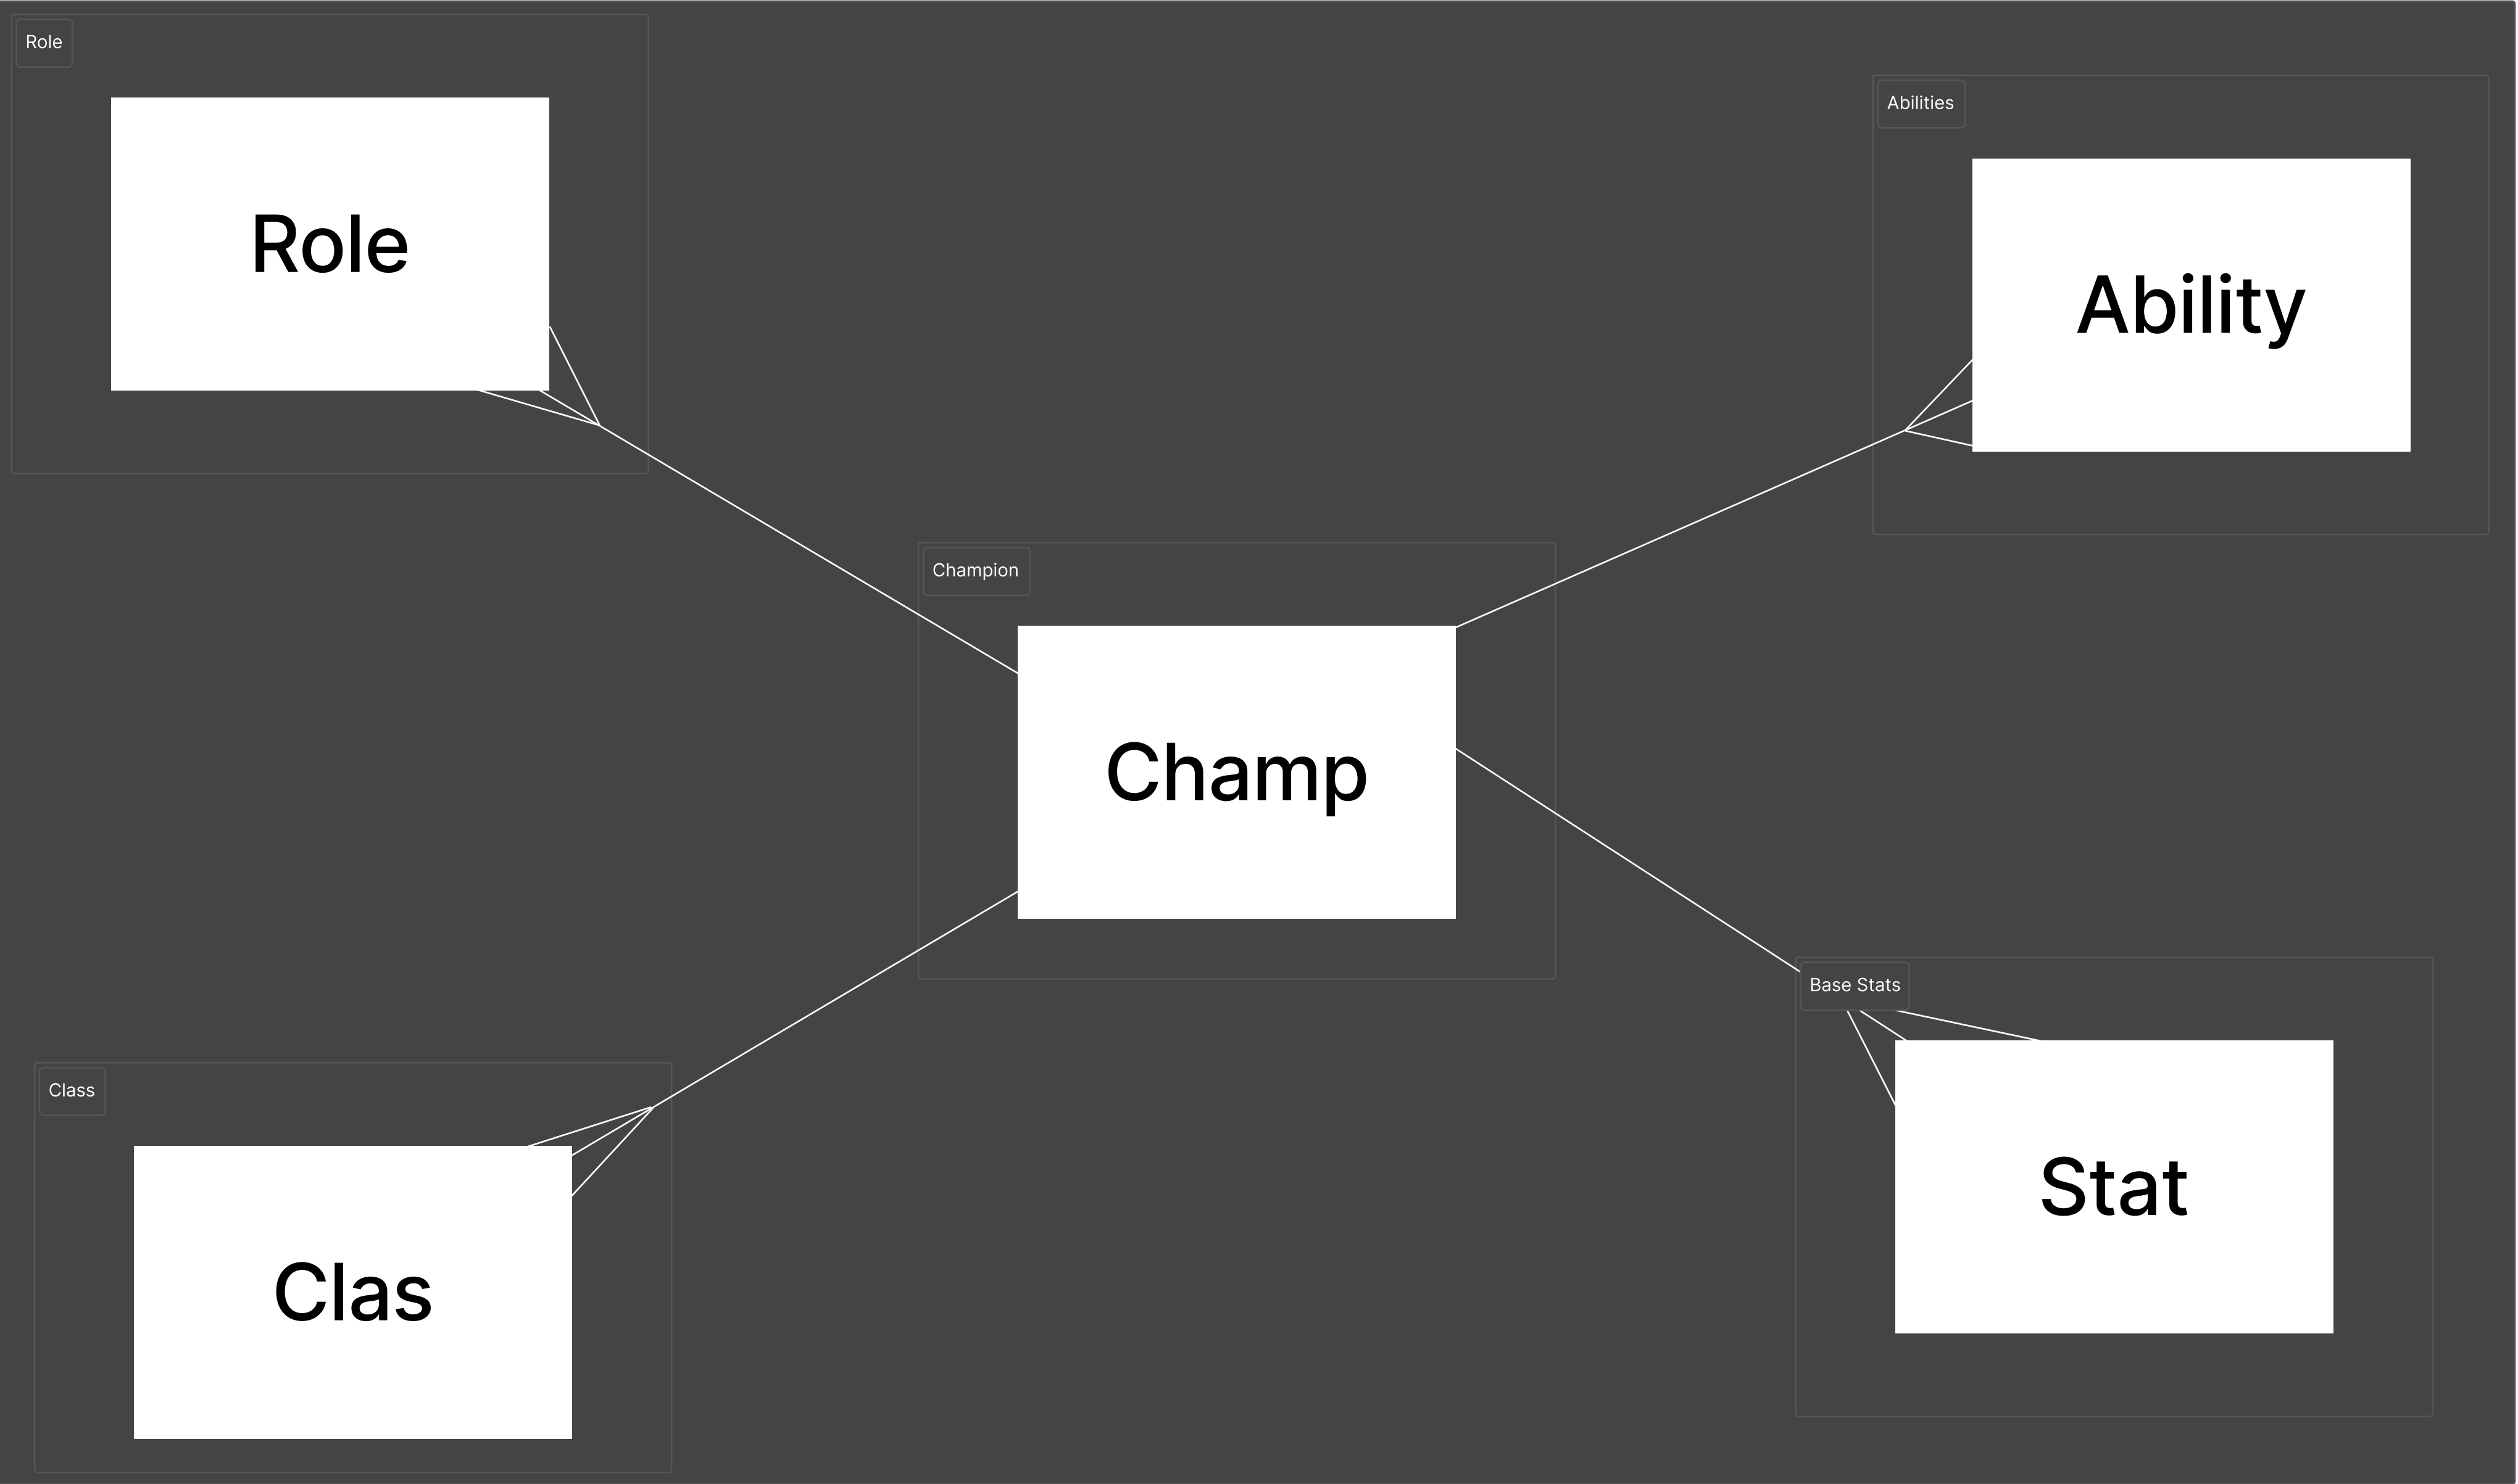 Role
Role
Abilities
Ability
Champion
Champ
Base Stats
Stat
Class
Clas